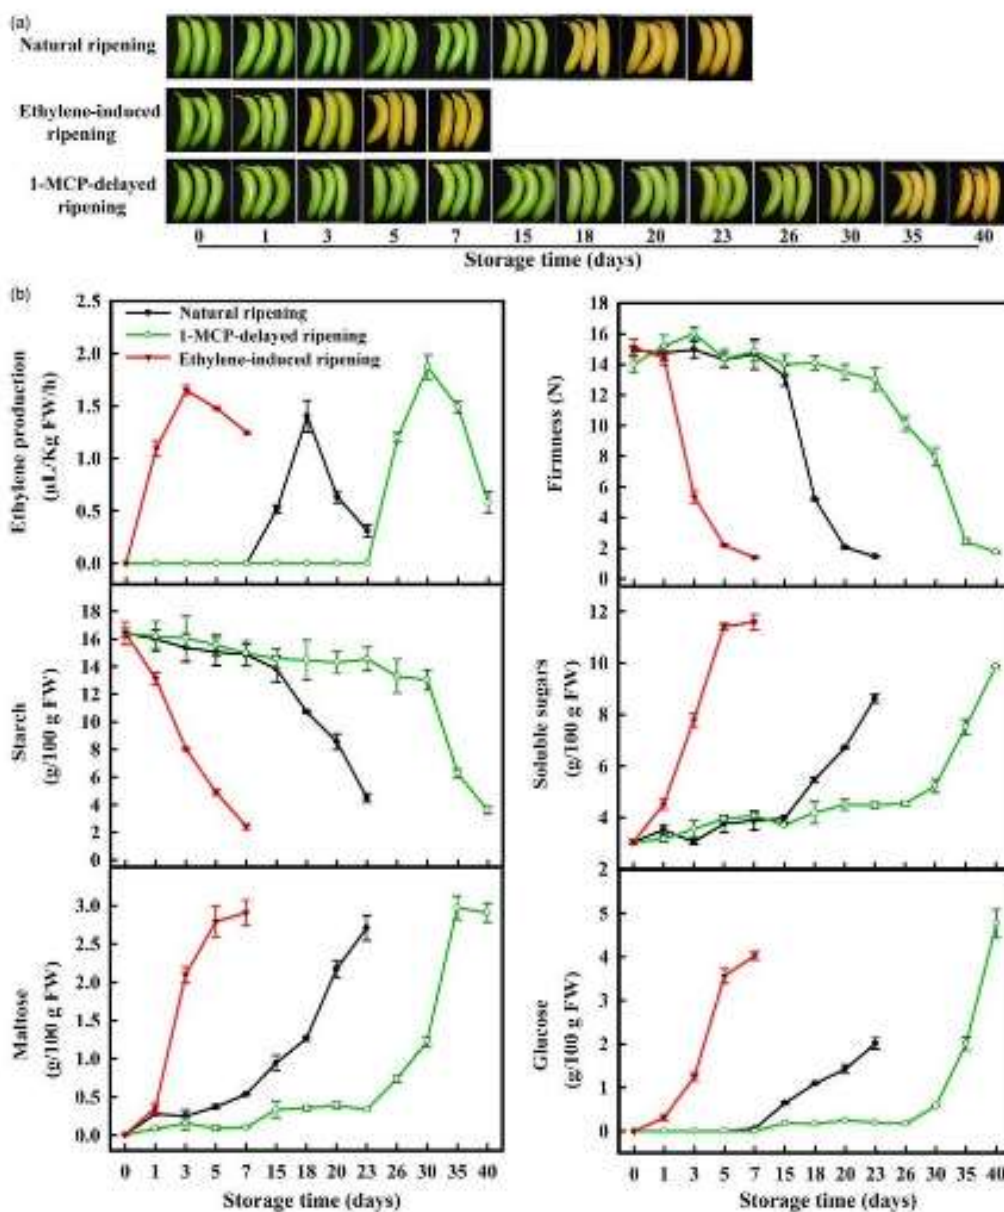 (a)
Natural ripening
Ethylene-induced
ripening
1-MCP-delayed
ripening
0 1 3 5 7 15 18 20 23 26 30 35 40
Storage time (days)
(b)
Natural ripening
1-MCP-delayed ripening
Ethylene-induced ripening
Ethylene production
(µL/Kg FW/h)
2.5
2.0
1.5
1.0
0.5
0.0
Firmness (N)
18
16
14
12
10
8
6
4
2
0
Starch
(g/100 g FW)
18
16
14
12
10
8
6
4
2
0
Soluble sugars
(g/100 g FW)
12
10
8
6
4
2
Maltose
(g/100 g FW)
3.0
2.5
2.0
1.5
1.0
0.5
0.0
0 1 3 5 7 15 18 20 23 26 30 35 40
Storage time (days)
Glucose
(g/100 g FW)
5
4
3
2
1
0
0 1 3 5 7 15 18 20 23 26 30 35 40
Storage time (days)